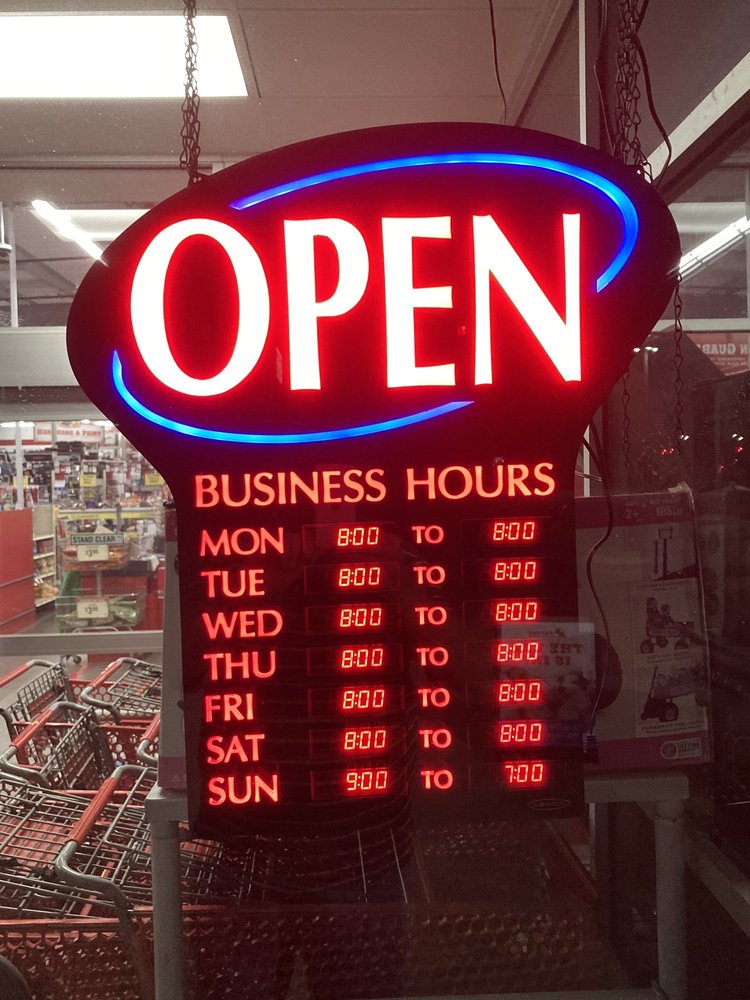 OPEN
BUSINESS HOURS
MON 8:00 TO 8:00
TUE 8:00 TO 8:00
WED 8:00 TO 8:00
THU 8:00 TO 8:00
FRI 8:00 TO 8:00
SAT 8:00 TO 8:00
SUN 9:00 TO 7:00
STAND CLEAR